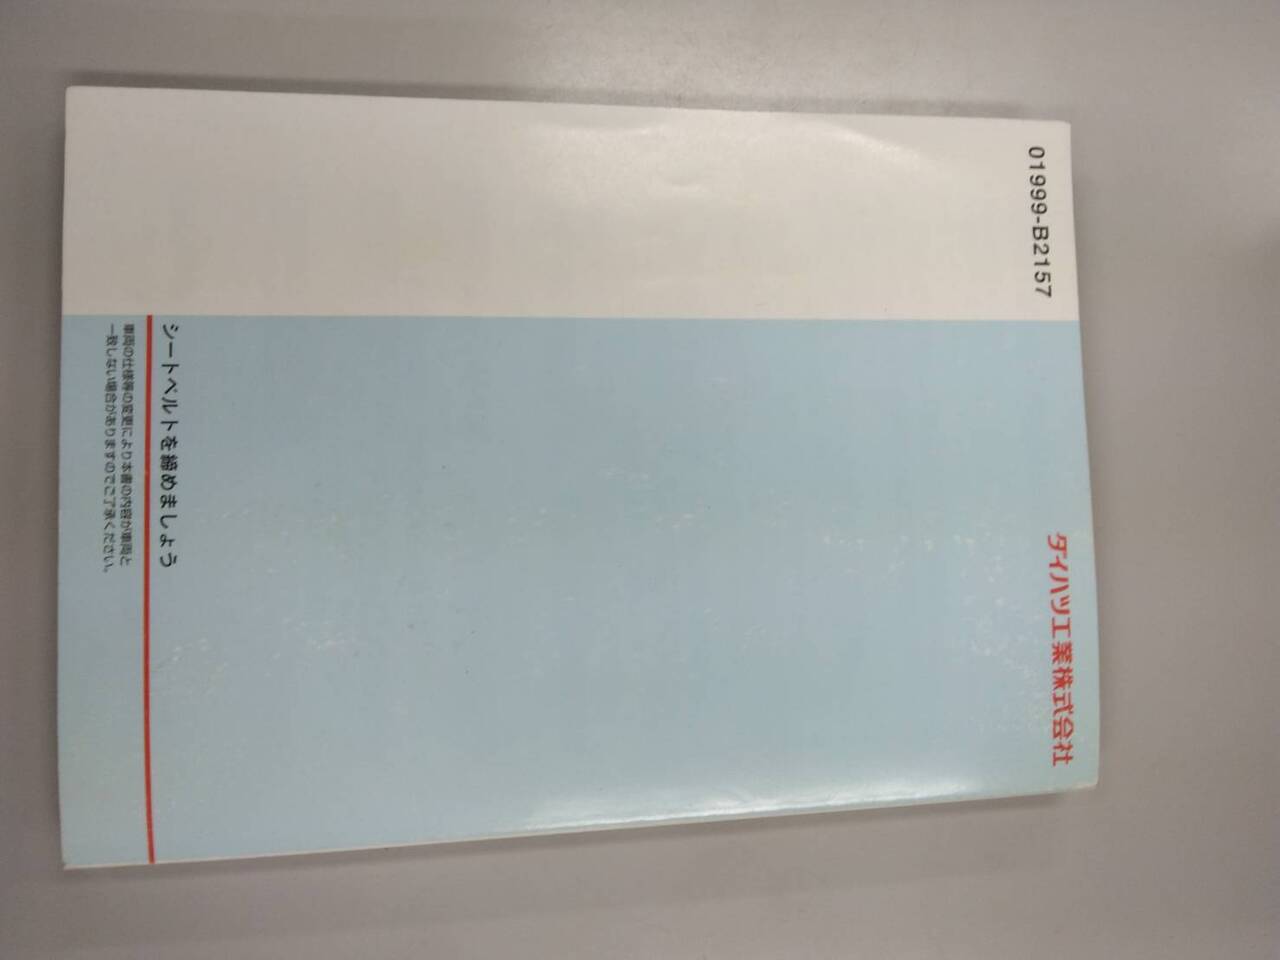 01999-B2157
ダイハツ工業株式会社
シートベルトを締めましょう
車両の仕様等の変更により本書の内容が車両と
一致しない場合がありますのでご了承ください。